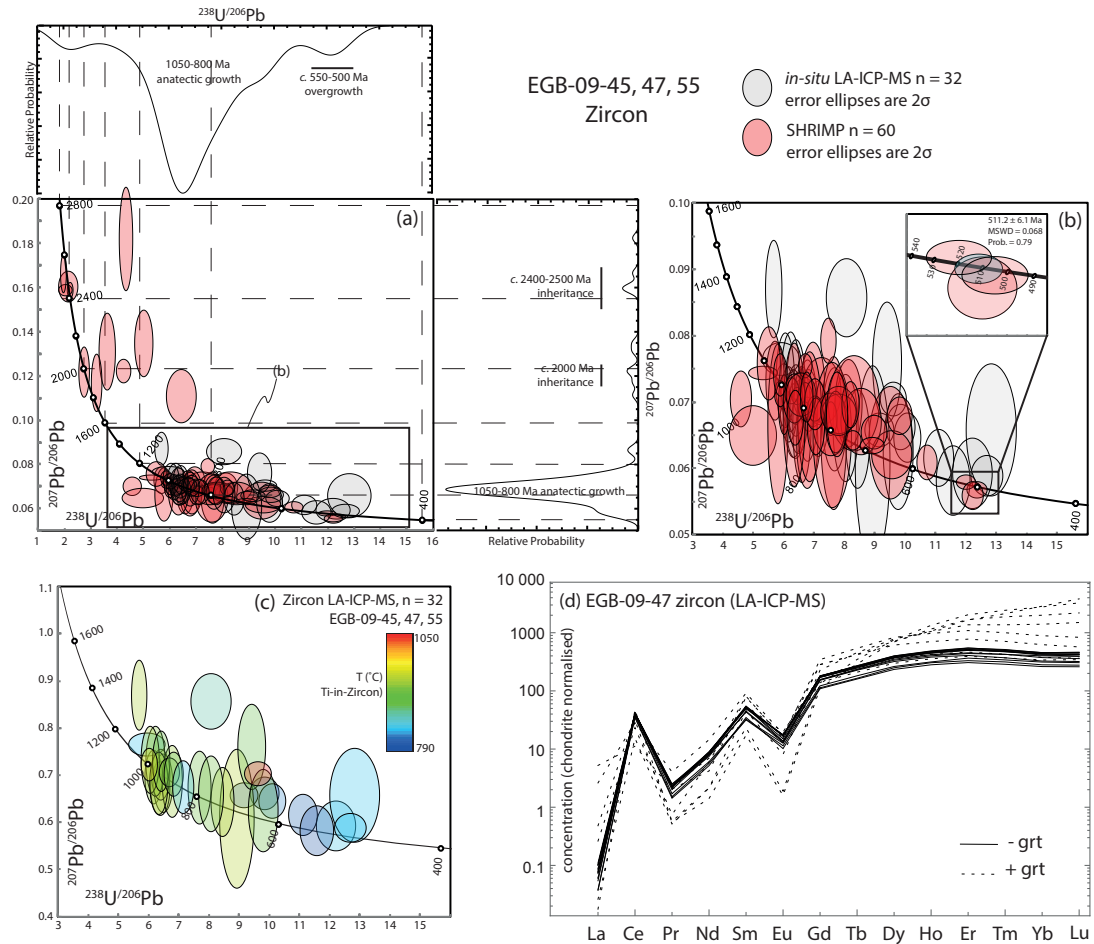 ²³⁸U/²⁰⁶Pb
Relative Probability
1050-800 Ma
anatectic growth
c. 550-500 Ma
overgrowth
EGB-09-45, 47, 55
Zircon
in-situ LA-ICP-MS n = 32
error ellipses are 2σ
SHRIMP n = 60
error ellipses are 2σ
(a)
0.20
0.18
0.16
0.14
0.12
0.10
0.08
0.06
2800
2400
2000
1600
1200
800
400
(b)
²⁰⁷Pb/²⁰⁶Pb
²³⁸U/²⁰⁶Pb
1 2 3 4 5 6 7 8 9 10 11 12 13 14 15 16
c. 2400-2500 Ma
inheritance
c. 2000 Ma
inheritance
1050-800 Ma anatectic growth
Relative Probability
(b)
0.10
0.09
0.08
0.07
0.06
0.05
²⁰⁷Pb/²⁰⁶Pb
²⁰⁷Pb/²⁰⁶Pb
1600
1400
1200
1000
800
600
400
511.2 ± 6.1 Ma
MSWD = 0.068
Prob. = 0.79
540
530
520
510
500
490
²³⁸U/²⁰⁶Pb
3 4 5 6 7 8 9 10 11 12 13 14 15
(c)
Zircon LA-ICP-MS, n = 32
EGB-09-45, 47, 55
1050
T (°C)
Ti-in-Zircon
790
1.1
1.0
0.9
0.8
0.7
0.6
0.5
0.4
1600
1400
1200
1000
800
600
400
²⁰⁷Pb/²⁰⁶Pb
²³⁸U/²⁰⁶Pb
3 4 5 6 7 8 9 10 11 12 13 14 15
(d) EGB-09-47 zircon (LA-ICP-MS)
concentration (chondrite normalised)
10 000
1000
100
10
1
0.1
- grt
+ grt
La Ce Pr Nd Sm Eu Gd Tb Dy Ho Er Tm Yb Lu